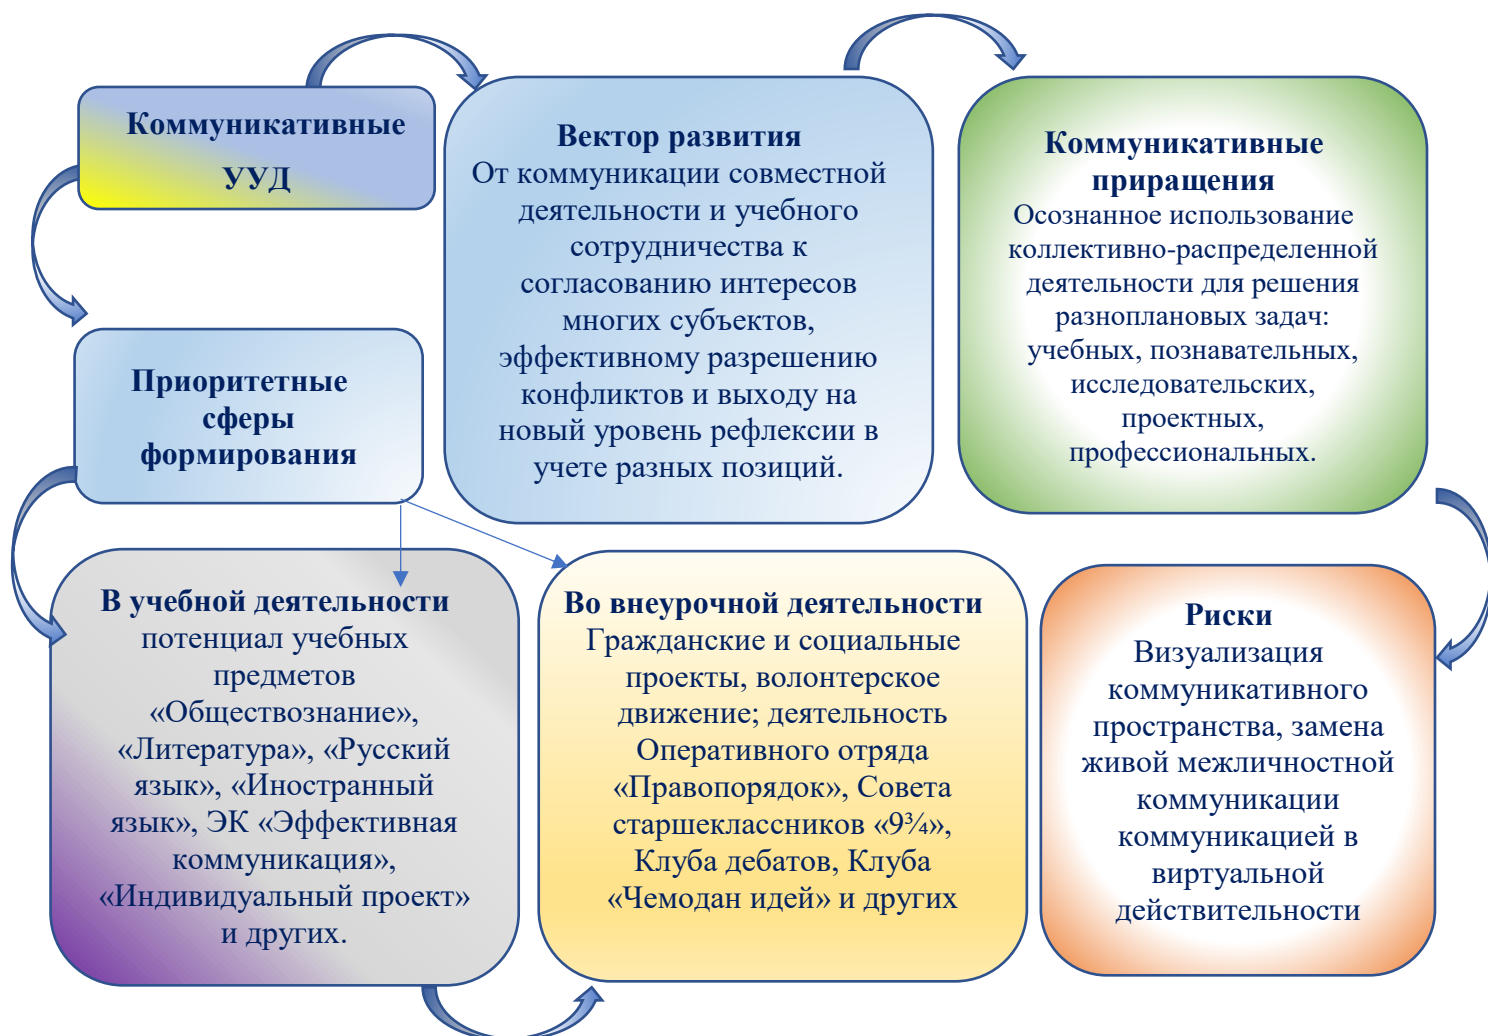 Коммуникативные
УУД
Вектор развития
От коммуникации совместной
деятельности и учебного
сотрудничества к
согласованию интересов
многих субъектов,
эффективному разрешению
конфликтов и выходу на
новый уровень рефлексии в
учете разных позиций.
Коммуникативные
приращения
Осознанное использование
коллективно-распределенной
деятельности для решения
разноплановых задач:
учебных, познавательных,
исследовательских,
проектных,
профессиональных.
Приоритетные
сферы
формирования
В учебной деятельности
потенциал учебных
предметов
«Обществознание»,
«Литература», «Русский
язык», «Иностранный
язык», ЭК «Эффективная
коммуникация»,
«Индивидуальный проект»
и других.
Во внеурочной деятельности
Гражданские и социальные
проекты, волонтерское
движение; деятельность
Оперативного отряда
«Правопорядок», Совета
старшеклассников «9¾»,
Клуба дебатов, Клуба
«Чемодан идей» и других
Риски
Визуализация
коммуникативного
пространства, замена
живой межличностной
коммуникации
коммуникацией в
виртуальной
действительности